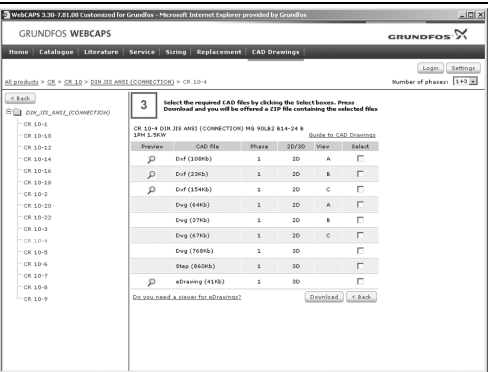 WebCAPS 3.30-7.81.08 Customized for Grundfos - Microsoft Internet Explorer provided by Grundfos
GRUNDFOS WEBCAPS
GRUNDFOS
Home Catalogue Literature Service Sizing Replacement CAD Drawings
Login Settings
All products > CR > CR 10 > DIN JIS ANSI (CONNECTION) > CR 10-4
Number of phases: 1+3
< Back
DIN_JIS_ANSI_(CONNECTION)
CR 10-1
CR 10-10
CR 10-12
CR 10-14
CR 10-16
CR 10-18
CR 10-2
CR 10-20
CR 10-22
CR 10-3
CR 10-4
CR 10-5
CR 10-6
CR 10-7
CR 10-8
CR 10-9
3
Select the required CAD files by clicking the Select boxes. Press
Download and you will be offered a ZIP file containing the selected files
CR 10-4 DIN JIS ANSI (CONNECTION) MG 90LB2 B14-24 B
1PH 1.5KW
Guide to CAD Drawings
Preview CAD file Phase 2D/3D View Select
Dxf (108Kb) 1 2D A
Dxf (23Kb) 1 2D B
Dxf (154Kb) 1 2D C
Dwg (64Kb) 1 2D A
Dwg (37Kb) 1 2D B
Dwg (67Kb) 1 2D C
Dwg (768Kb) 1 3D
Step (860Kb) 1 3D
eDrawing (41Kb) 1 2D
Do you need a viewer for eDrawings?
Download < Back